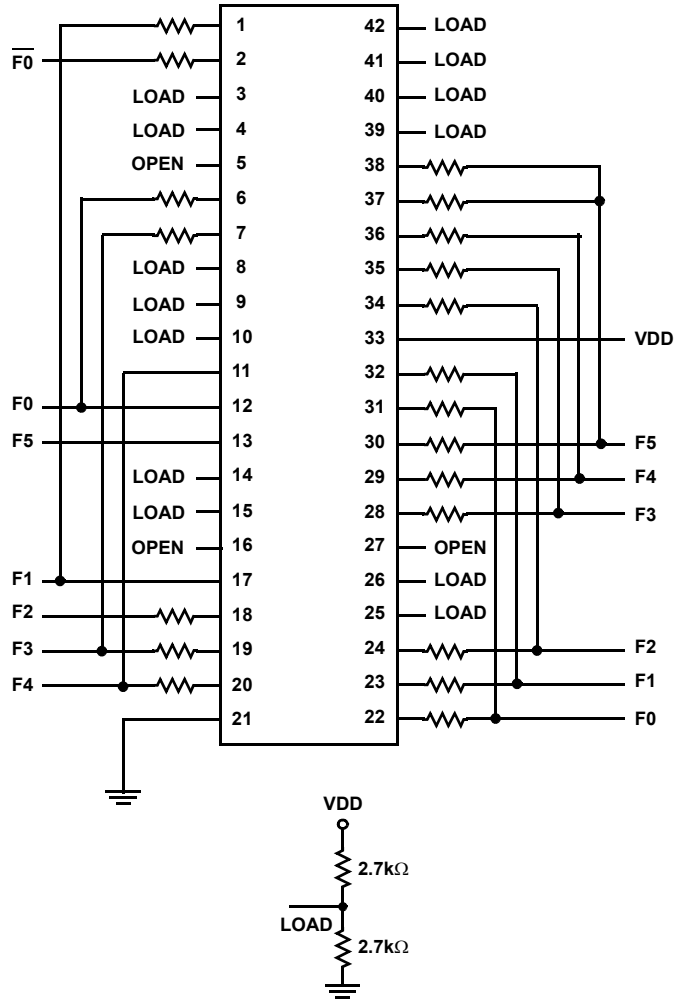 1 42 LOAD
F0 2 41 LOAD
LOAD 3 40 LOAD
LOAD 4 39 LOAD
OPEN 5 38
6 37
7 36
LOAD 8 35
LOAD 9 34
LOAD 10 33 VDD
11 32
F0 12 31
F5 13 30 F5
LOAD 14 29 F4
LOAD 15 28 F3
OPEN 16 27 OPEN
F1 17 26 LOAD
F2 18 25 LOAD
F3 19 24 F2
F4 20 23 F1
21 22 F0
VDD
2.7kΩ
LOAD
2.7kΩ